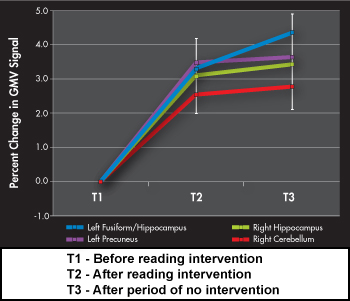 Percent Change in GMV Signal
5.0
4.0
3.0
2.0
1.0
0.0
-1.0
T1
T2
T3
Left Fusiform/Hippocampus
Right Hippocampus
Left Precuneus
Right Cerebellum
T1 - Before reading intervention
T2 - After reading intervention
T3 - After period of no intervention